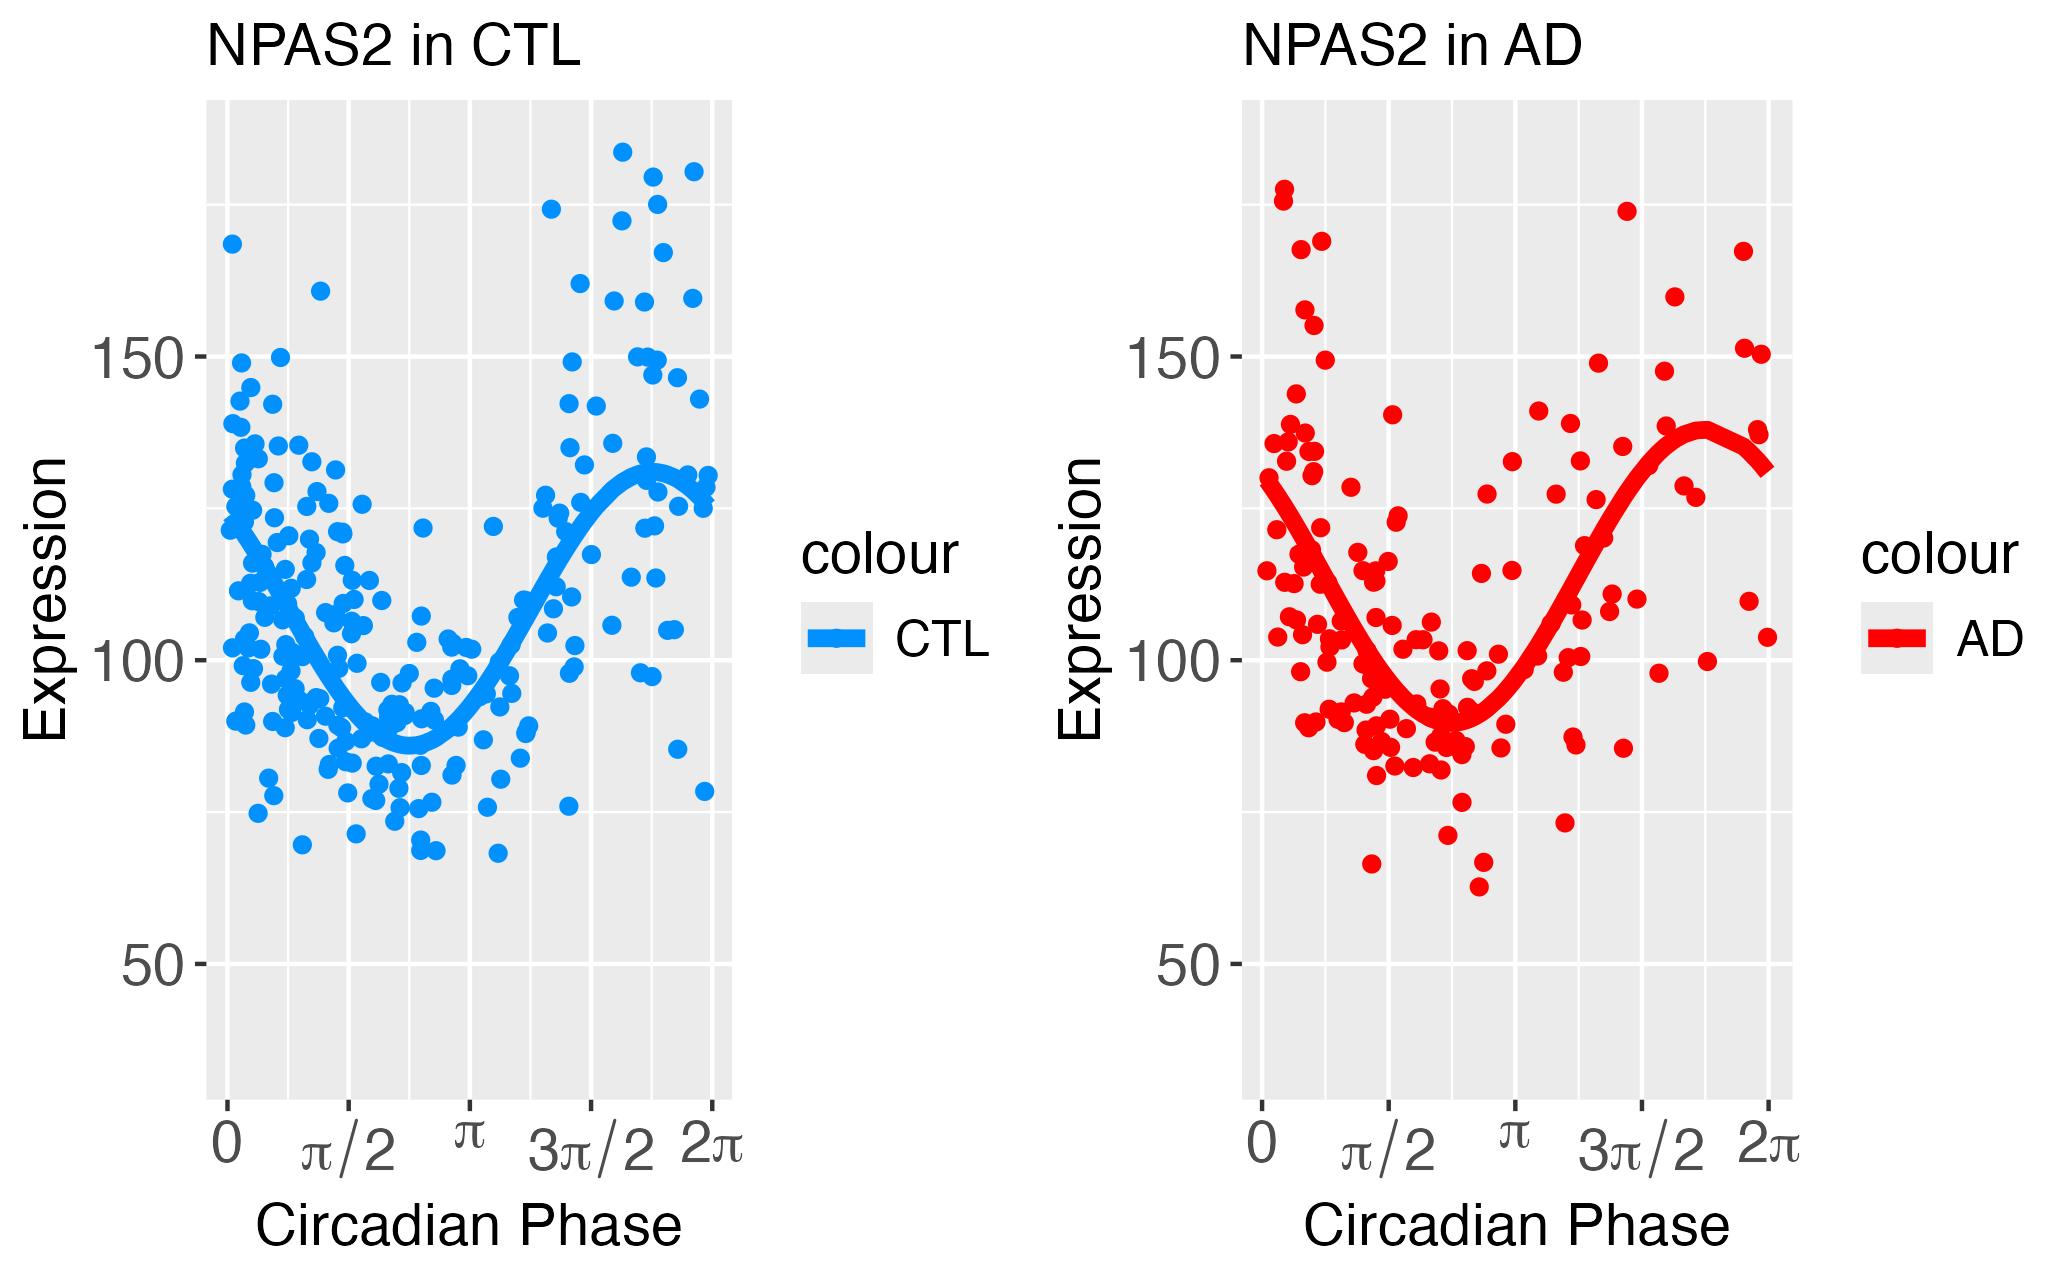 NPAS2 in CTL
Expression
150
100
50
0 π/2 π 3π/2 2π
Circadian Phase
colour
CTL
NPAS2 in AD
Expression
150
100
50
0 π/2 π 3π/2 2π
Circadian Phase
colour
AD